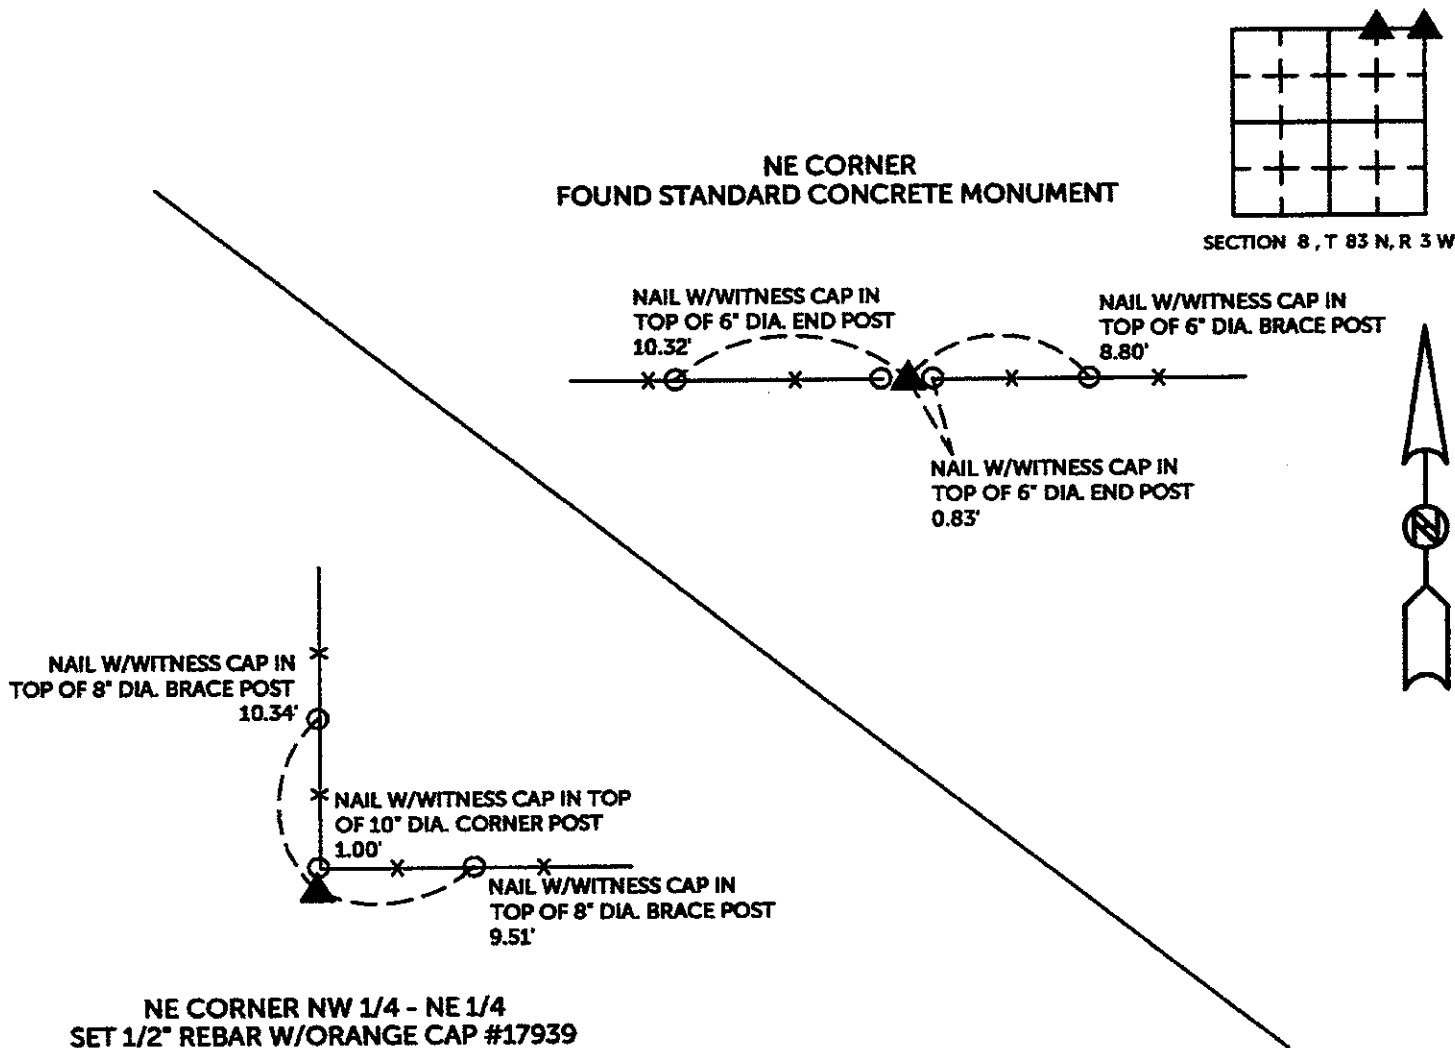 NE CORNER
FOUND STANDARD CONCRETE MONUMENT
SECTION 8, T 83 N, R 3 W
NAIL W/WITNESS CAP IN
TOP OF 6" DIA. END POST
10.32'
NAIL W/WITNESS CAP IN
TOP OF 6" DIA. BRACE POST
8.80'
NAIL W/WITNESS CAP IN
TOP OF 6" DIA. END POST
0.83'
N
NAIL W/WITNESS CAP IN
TOP OF 8" DIA. BRACE POST
10.34'
NAIL W/WITNESS CAP IN TOP
OF 10" DIA. CORNER POST
1.00'
NAIL W/WITNESS CAP IN
TOP OF 8" DIA. BRACE POST
9.51'
NE CORNER NW 1/4 - NE 1/4
SET 1/2" REBAR W/ORANGE CAP #17939